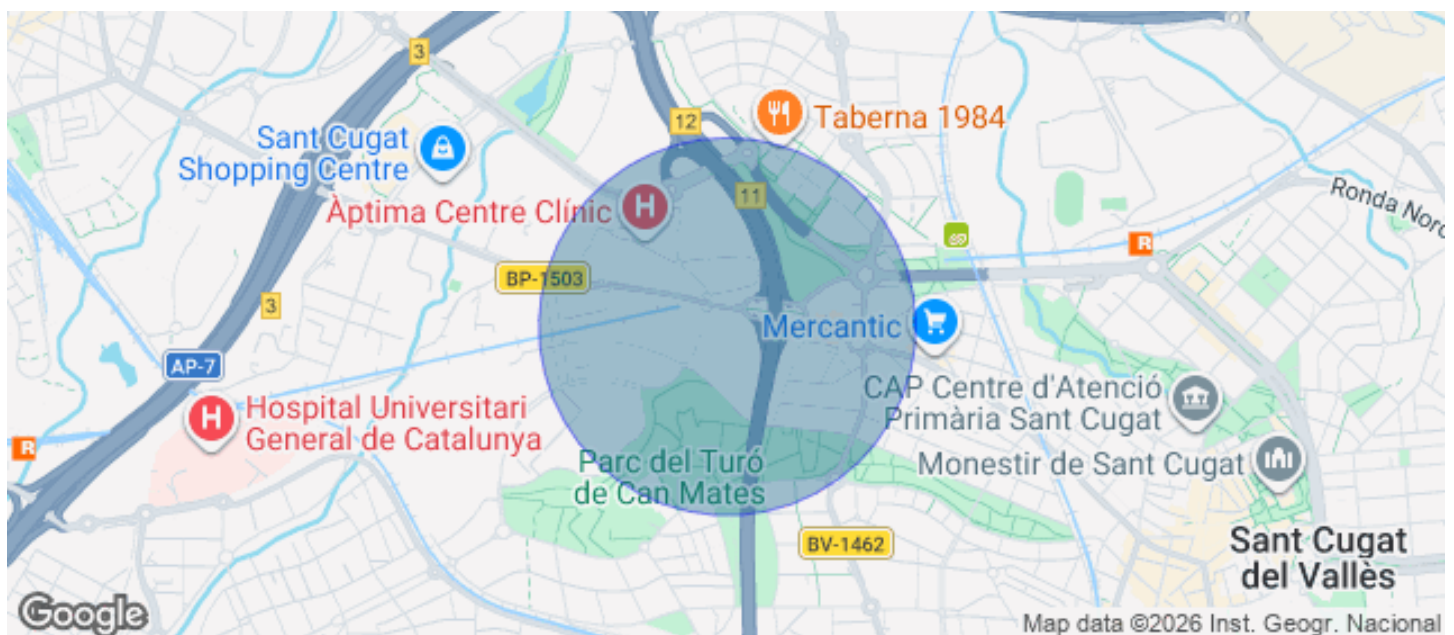 3
12
Taberna 1984
Sant Cugat
Shopping Centre
11
Àptima Centre Clínic
H
Ronda Nord
R
BP-1503
3
Mercantic
AP-7
H
Hospital Universitari
General de Catalunya
CAP Centre d'Atenció
Primària Sant Cugat
R
Parc del Turó
de Can Mates
Monestir de Sant Cugat
BV-1462
Sant Cugat
del Vallès
Google
Map data ©2026 Inst. Geogr. Nacional